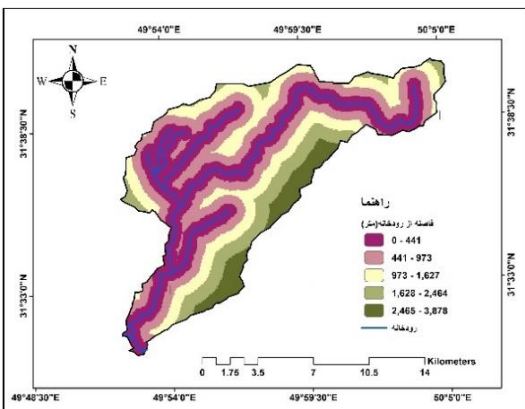 49°54'0"E 49°59'30"E 50°5'0"E
N
W E
S
31°38'30"N 31°38'30"N
راهنما
فاصله از رودخانه(متر)
0 - 441
441 - 973
973 - 1,627
1,628 - 2,464
2,465 - 3,878
رودخانه
31°33'0"N 31°33'0"N
Kilometers
0 1.75 3.5 7 10.5 14
49°48'30"E 49°54'0"E 49°59'30"E 50°5'0"E